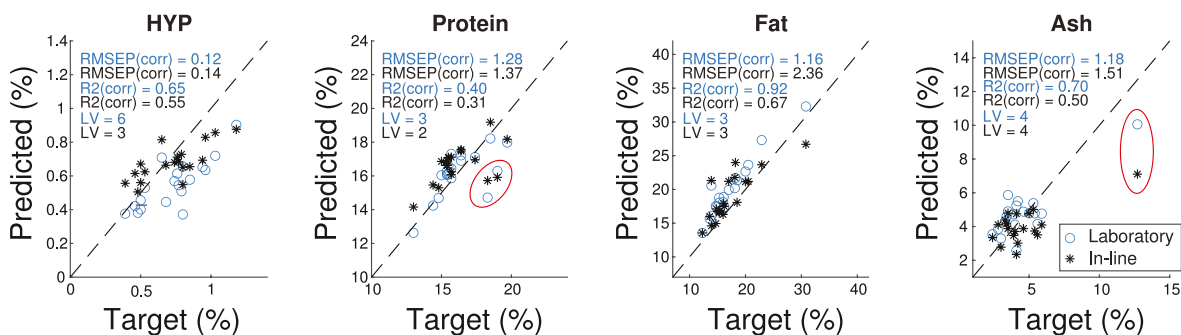 HYP
RMSEP(corr) = 0.12
RMSEP(corr) = 0.14
R2(corr) = 0.65
R2(corr) = 0.55
LV = 6
LV = 3
1.4
1.2
1
0.8
0.6
0.4
0.2
0
0 0.5 1
Predicted (%)
Target (%)
Protein
RMSEP(corr) = 1.28
RMSEP(corr) = 1.37
R2(corr) = 0.40
R2(corr) = 0.31
LV = 3
LV = 2
24
22
20
18
16
14
12
10
10 15 20
Predicted (%)
Target (%)
Fat
RMSEP(corr) = 1.16
RMSEP(corr) = 2.36
R2(corr) = 0.92
R2(corr) = 0.67
LV = 3
LV = 3
40
35
30
25
20
15
10
10 20 30 40
Predicted (%)
Target (%)
Ash
RMSEP(corr) = 1.18
RMSEP(corr) = 1.51
R2(corr) = 0.70
R2(corr) = 0.50
LV = 4
LV = 4
14
12
10
8
6
4
2
5 10 15
Predicted (%)
Target (%)
Laboratory
In-line